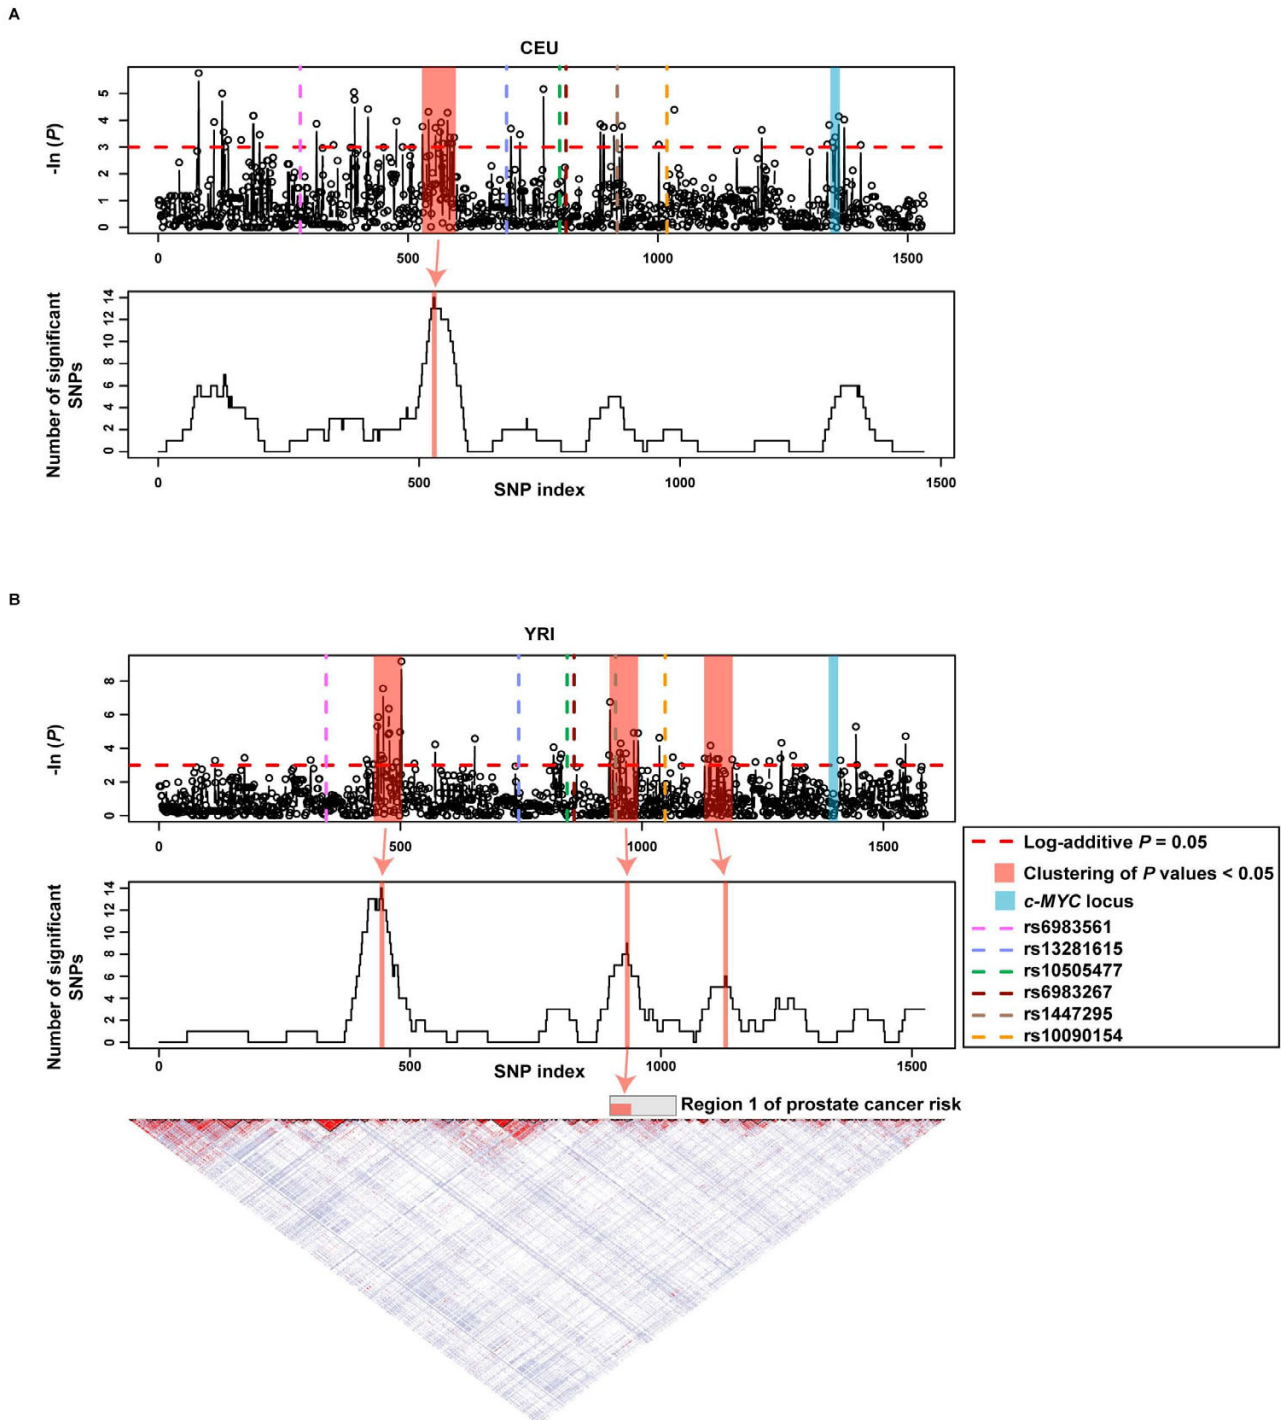 A
CEU
-ln (P)
5
4
3
2
1
0
0 500 1000 1500
Number of significant
SNPs
14
12
10
8
6
4
2
0
0 500 1000 1500
SNP index
B
YRI
-ln (P)
8
6
4
2
0
0 500 1000 1500
Log-additive P = 0.05
Clustering of P values < 0.05
c-MYC locus
rs6983561
rs13281615
rs10505477
rs6983267
rs1447295
rs10090154
Number of significant
SNPs
14
12
10
8
6
4
2
0
0 500 1000 1500
SNP index
Region 1 of prostate cancer risk